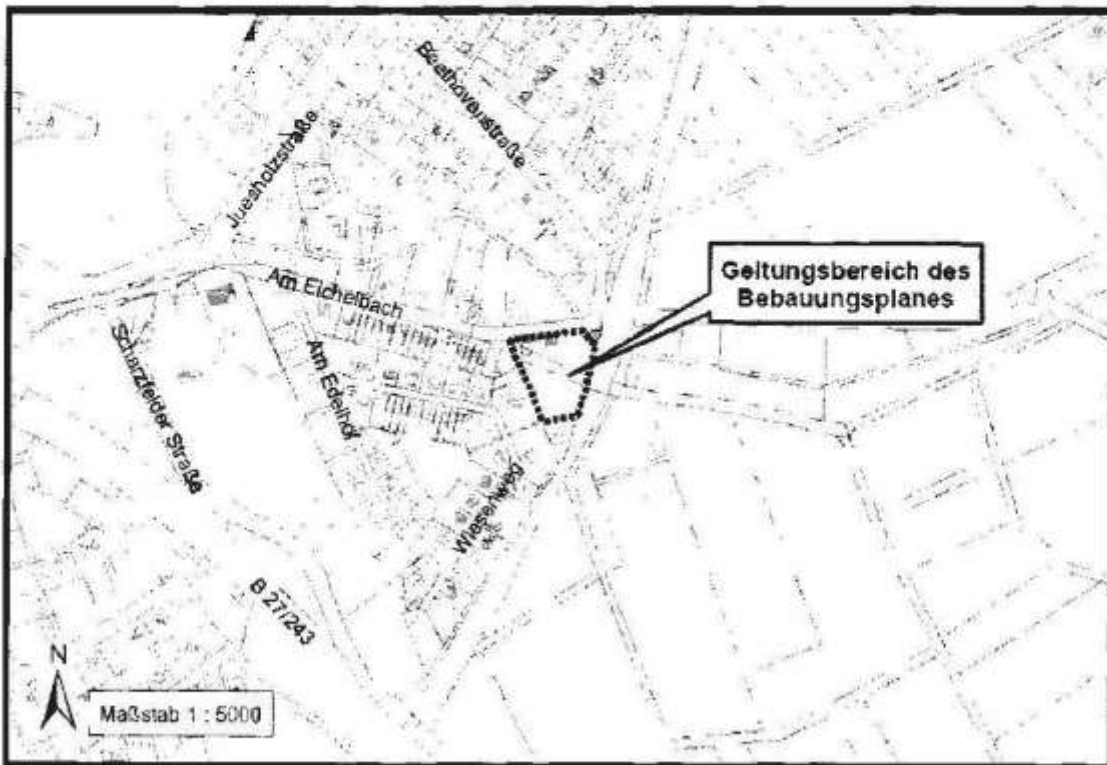 Beethovenstraße
Juesholzstraße
Geltungsbereich des
Bebauungsplanes
Am Eichelbach
Am Edelhof
Scharzfelder Straße
Wiesenweg
B 27/243
N
Maßstab 1 : 5000